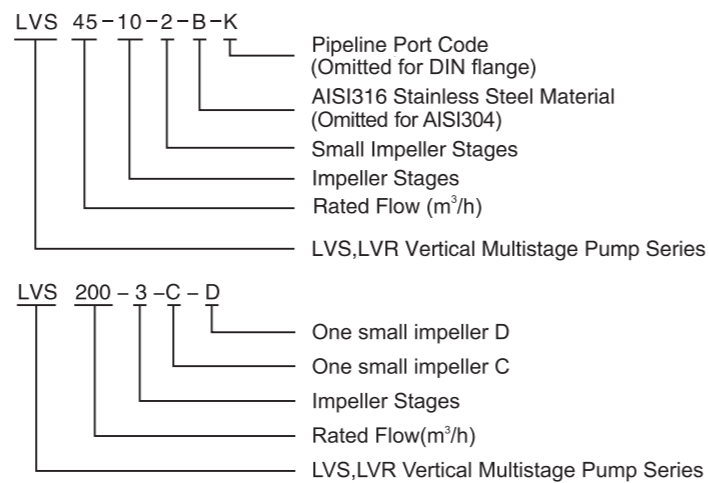 LVS 45-10-2-B-K
Pipeline Port Code
(Omitted for DIN flange)
AISI316 Stainless Steel Material
(Omitted for AISI304)
Small Impeller Stages
Impeller Stages
Rated Flow (m³/h)
LVS,LVR Vertical Multistage Pump Series
LVS 200 - 3 -C - D
One small impeller D
One small impeller C
Impeller Stages
Rated Flow(m³/h)
LVS,LVR Vertical Multistage Pump Series